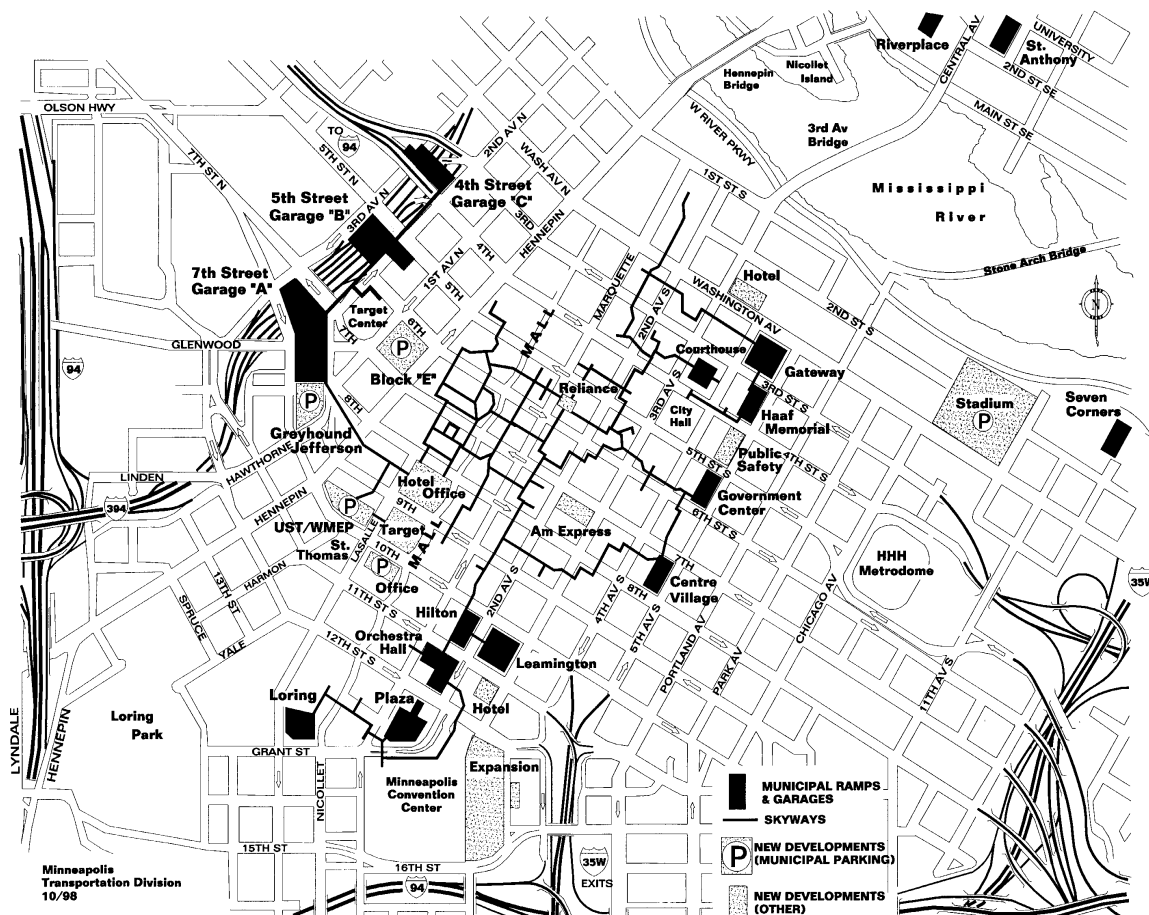 Riverplace
CENTRAL AV
UNIVERSITY
St.
Anthony
2ND ST SE
MAIN ST SE
Hennepin
Bridge
Nicollet
Island
3rd Av
Bridge
W RIVER PKWY
Mississippi
River
Stone Arch Bridge
N
OLSON HWY
TO
94
7TH ST N
5TH ST N
2ND AV N
WASH AV N
4th Street
Garage "C"
5th Street
Garage "B"
3RD AV N
3RD
HENNEPIN
4TH
1ST AV N
5TH
1ST ST S
7th Street
Garage "A"
Target
Center
7TH
6TH
P
Block "E"
8TH
GLENWOOD
94
MALL
MARQUETTE
2ND AV S
Hotel
WASHINGTON AV
2ND ST S
Courthouse
Gateway
3RD ST S
3RD AV S
City
Hall
Haaf
Memorial
Reliance
Stadium
P
Seven
Corners
P
Greyhound
Jefferson
HAWTHORNE
LINDEN
394
HENNEPIN
Public
Safety
4TH ST S
5TH ST S
Government
Center
6TH ST S
Hotel
Office
9TH
P
UST/WMEP
St.
Thomas
LASALLE
Target
MALL
10TH
P
Office
Am Express
HHH
Metrodome
35W
13TH ST
HARMON
SPRUCE
YALE
11TH ST S
12TH ST S
7TH
Centre
Village
8TH
CHICAGO AV
2ND AV S
4TH AV S
5TH AV S
PORTLAND AV
PARK AV
11TH AV S
Hilton
Orchestra
Hall
Leamington
Loring
Plaza
Hotel
Loring
Park
LYNDALE
HENNEPIN
GRANT ST
NICOLLET
Minneapolis
Convention
Center
Expansion
15TH ST
16TH ST
94
35W
EXITS
MUNICIPAL RAMPS
& GARAGES
SKYWAYS
P
NEW DEVELOPMENTS
(MUNICIPAL PARKING)
NEW DEVELOPMENTS
(OTHER)
Minneapolis
Transportation Division
10/98